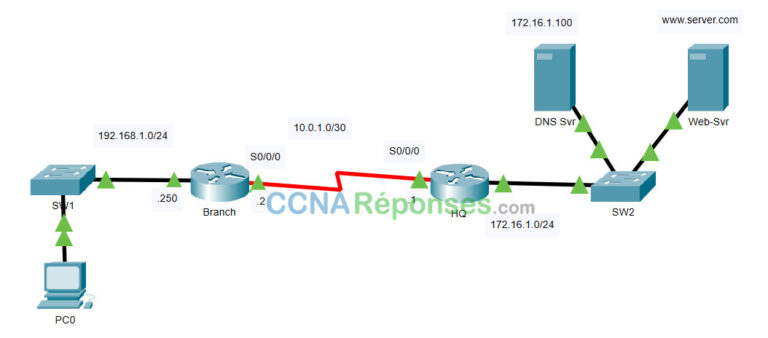 172.16.1.100
www.server.com
DNS Svr
Web-Svr
10.0.1.0/30
192.168.1.0/24
S0/0/0
S0/0/0
SW1
.250
Branch
.2
.1
HQ
CCNARéponses.com
172.16.1.0/24
SW2
PC0